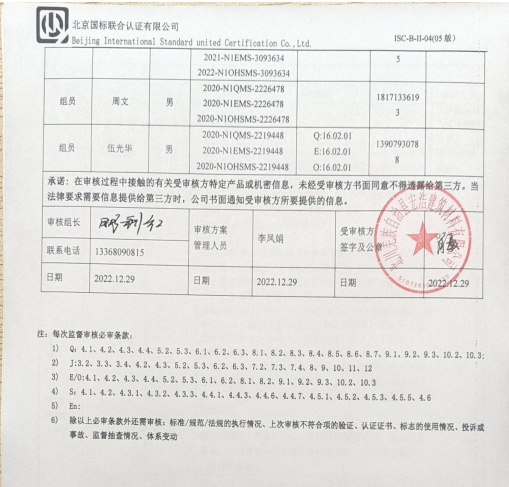 北京国标联合认证有限公司
Beijing International Standard united Certification Co.,Ltd.
ISC-B-II-04(05版)
2021-N1EMS-3093634
2022-N1OHSMS-3093634
5
组员 周文 男
2020-N1QMS-2226478
2020-N1EMS-2226478
2020-N1OHSMS-2226478
1817133619
3
组员 伍光华 男
2020-N1QMS-2219448 Q:16.02.01
2020-N1EMS-2219448 E:16.02.01
2020-N1OHSMS-2219448 O:16.02.01
1390793078
8
承诺:在审核过程中接触的有关受审核方特定产品或机密信息,未经受审核方书面同意不得透露给第三方。当
法律要求需要信息提供给第三方时,公司书面通知受审核方所要提供的信息。
审核组长
审核方案
管理人员
李凤娟
受审核方
签字及公章
联系电话 13368090815
日期 2022.12.29 日期 2022.12.29 日期 2022.12.29
注:每次监督审核必审条款:
1) Q: 4.1、4.2、4.3、4.4、5.2、5.3、6.1、6.2、6.3、8.1、8.2、8.3、8.4、8.5、8.6、8.7、9.1、9.2、9.3、10.2、10.3;
2) J:3.2、3.3、3.4、4.2、4.3、5.2、5.3、6.2、6.3、7.2、7.3、7.4、8、9、10、11、12
3) E/O:4.1、4.2、4.3、4.4、5.2、5.3、6.1、6.2、8.1、8.2、9.1、9.2、9.3、10.2、10.3
4) S: 4.1、4.2、4.3.1、4.3.2、4.3.3、4.4.1、4.4.3、4.4.6、4.4.7、4.5.1、4.5.2、4.5.3、4.5.5、4.6
5) En:
6) 除以上必审条款外还需审核:标准/规范/法规的执行情况、上次审核不符合项的验证、认证证书、标志的使用情况、投诉或
事故、监督抽查情况、体系变动